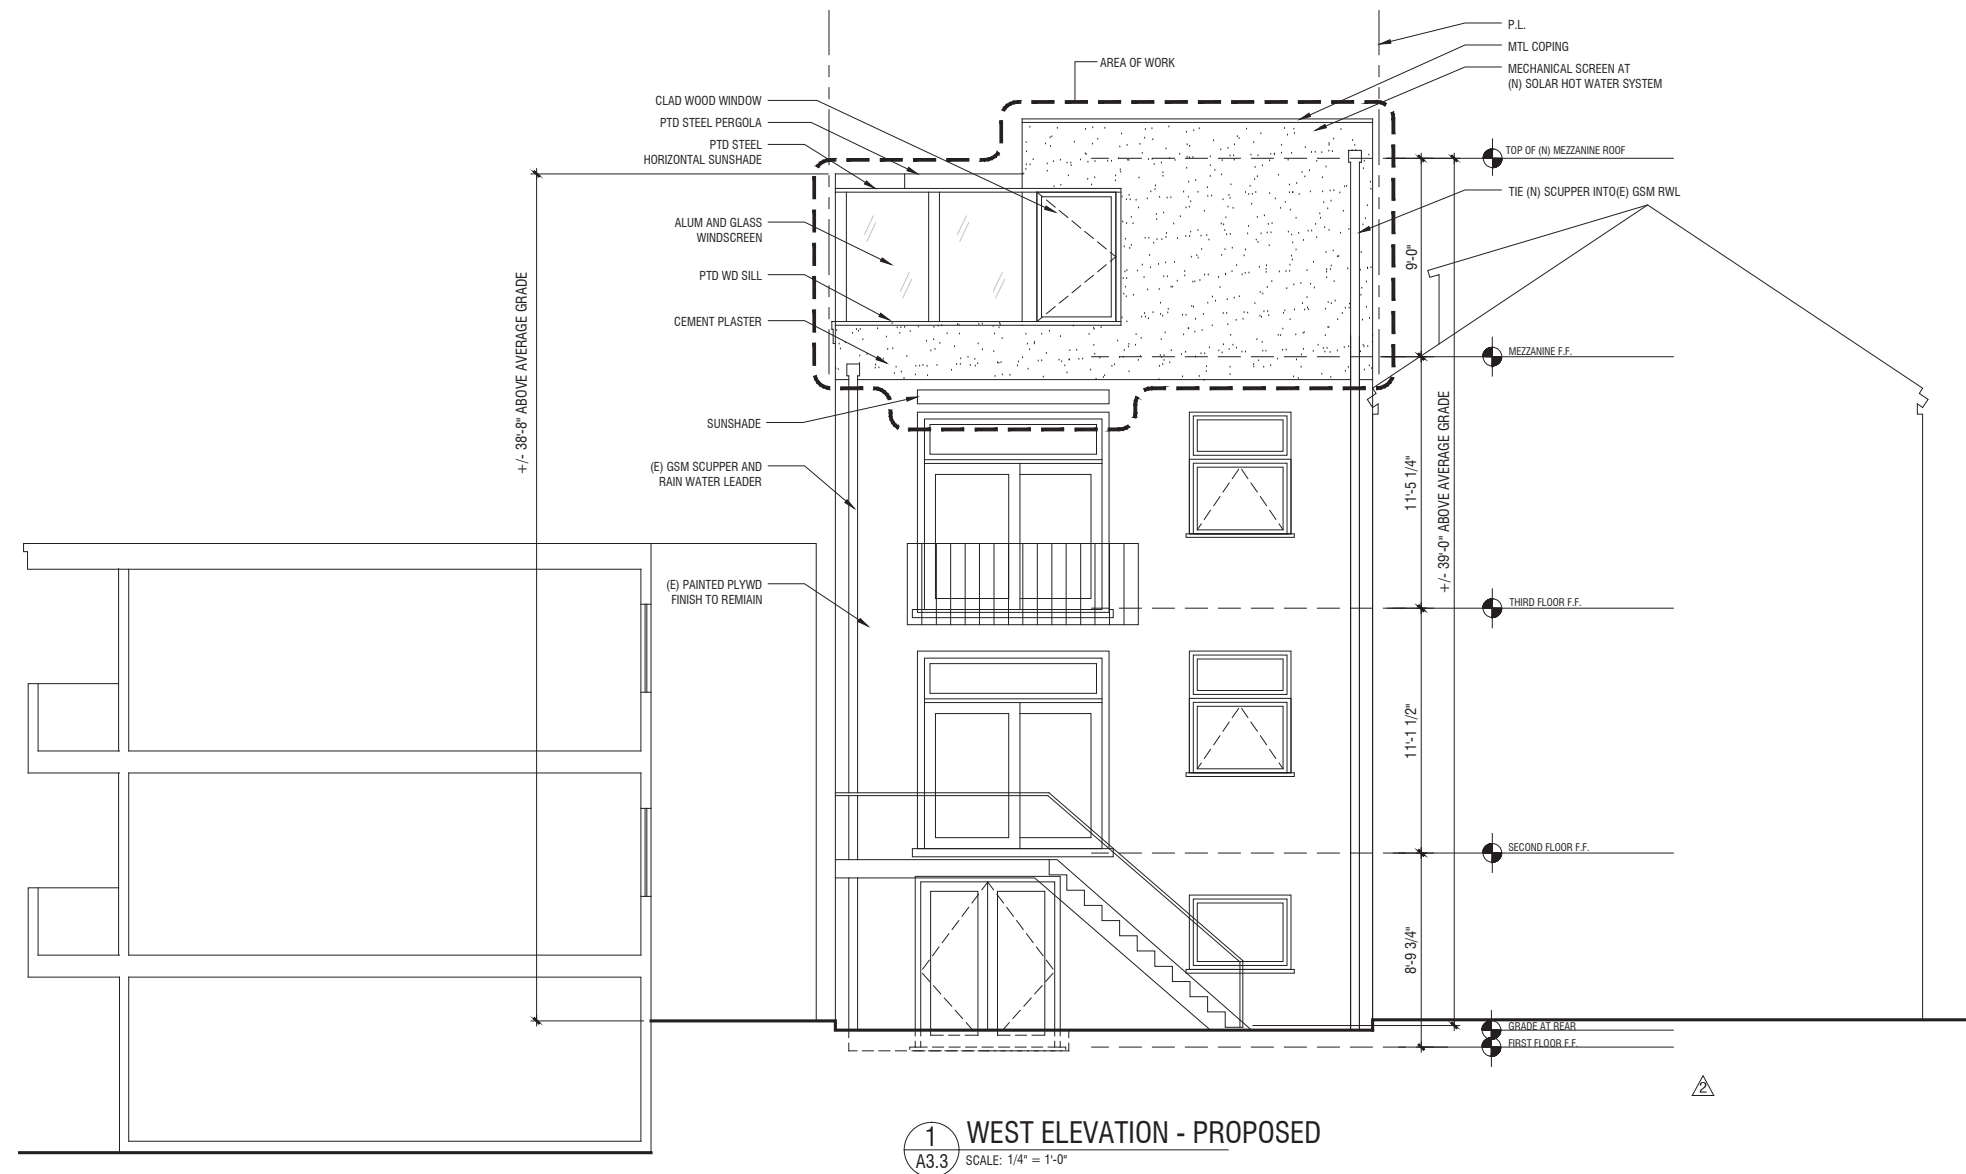 P.L.
MTL COPING
MECHANICAL SCREEN AT
(N) SOLAR HOT WATER SYSTEM
AREA OF WORK
CLAD WOOD WINDOW
PTD STEEL PERGOLA
PTD STEEL
HORIZONTAL SUNSHADE
ALUM AND GLASS
WINDSCREEN
PTD WD SILL
CEMENT PLASTER
SUNSHADE
(E) GSM SCUPPER AND
RAIN WATER LEADER
(E) PAINTED PLYWD
FINISH TO REMIAIN
+/- 38'-8" ABOVE AVERAGE GRADE
TOP OF (N) MEZZANINE ROOF
TIE (N) SCUPPER INTO(E) GSM RWL
9'-0"
MEZZANINE F.F.
11'-5 1/4"
+/- 39'-0" ABOVE AVERAGE GRADE
THIRD FLOOR F.F.
11'-1 1/2"
SECOND FLOOR F.F.
8'-9 3/4"
GRADE AT REAR
FIRST FLOOR F.F.
2
1
A3.3
WEST ELEVATION - PROPOSED
SCALE: 1/4" = 1'-0"